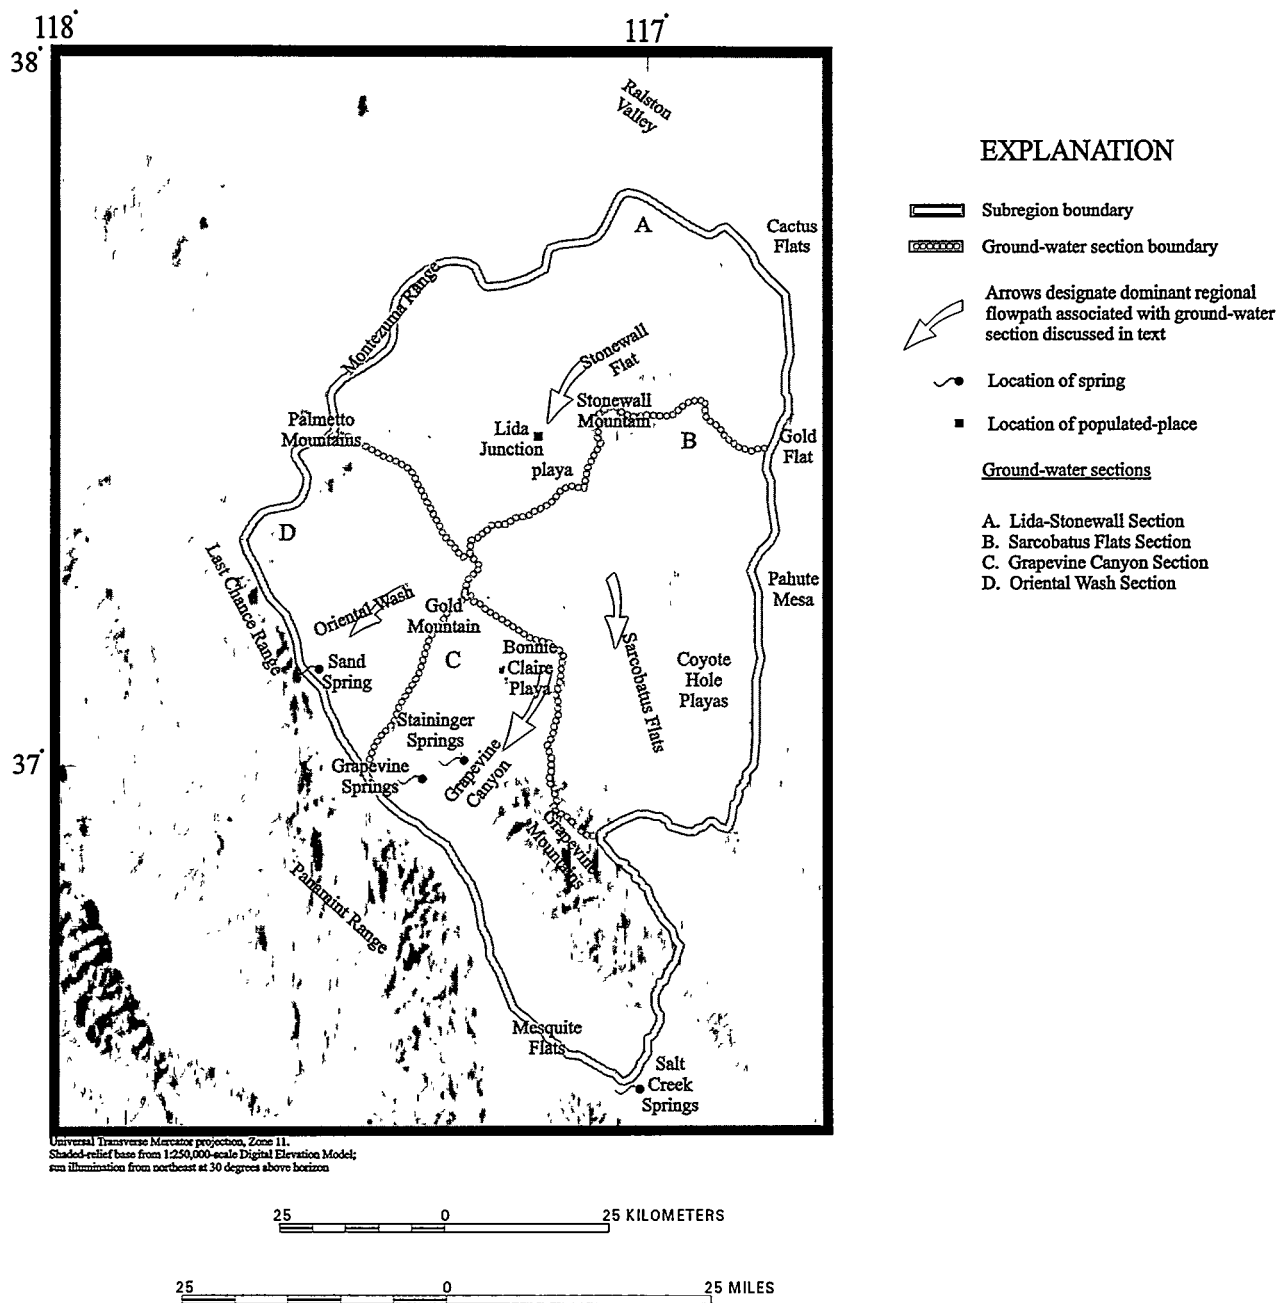 118°
117°
38°
Ralston
Valley
Cactus
Flats
A
Montezuma Range
Stonewall
Flat
Stonewall
Mountain
Palmetto
Mountains
Lida
Junction
playa
B
Gold
Flat
D
Last Chance Range
Oriental Wash
Gold
Mountain
Pahute
Mesa
Sand
Spring
C
Bonnie
Claire
Playa
Sarcobatus Flats
Coyote
Hole
Playas
Staininger
Springs
37°
Grapevine
Springs
Grapevine
Canyon
Grapevine
Mountains
Panamint Range
Mesquite
Flats
Salt
Creek
Springs
EXPLANATION
Subregion boundary
Ground-water section boundary
Arrows designate dominant regional
flowpath associated with ground-water
section discussed in text
Location of spring
Location of populated-place
Ground-water sections
A. Lida-Stonewall Section
B. Sarcobatus Flats Section
C. Grapevine Canyon Section
D. Oriental Wash Section
Universal Transverse Mercator projection, Zone 11.
Shaded-relief base from 1:250,000-scale Digital Elevation Model;
sun illumination from northeast at 30 degrees above horizon
25 0 25 KILOMETERS
25 0 25 MILES